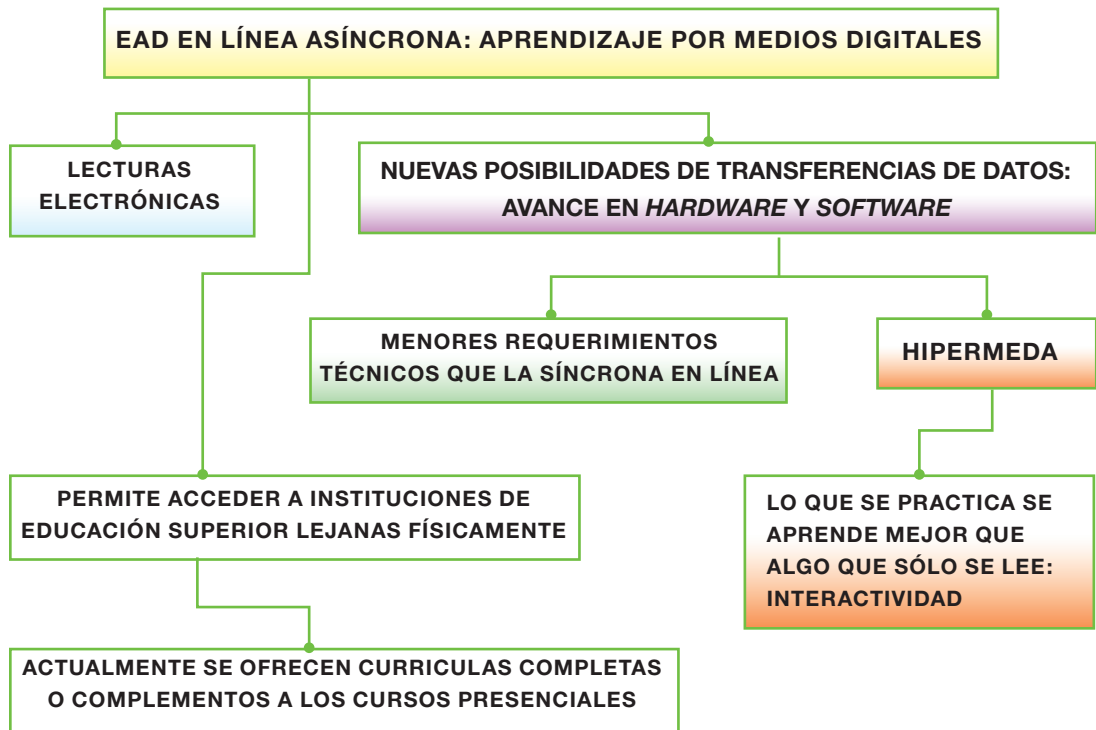 EAD EN LÍNEA ASÍNCRONA: APRENDIZAJE POR MEDIOS DIGITALES
LECTURAS
ELECTRÓNICAS
NUEVAS POSIBILIDADES DE TRANSFERENCIAS DE DATOS:
AVANCE EN HARDWARE Y SOFTWARE
MENORES REQUERIMIENTOS
TÉCNICOS QUE LA SÍNCRONA EN LÍNEA
HIPERMEDA
PERMITE ACCEDER A INSTITUCIONES DE
EDUCACIÓN SUPERIOR LEJANAS FÍSICAMENTE
LO QUE SE PRACTICA SE
APRENDE MEJOR QUE
ALGO QUE SÓLO SE LEE:
INTERACTIVIDAD
ACTUALMENTE SE OFRECEN CURRICULAS COMPLETAS
O COMPLEMENTOS A LOS CURSOS PRESENCIALES